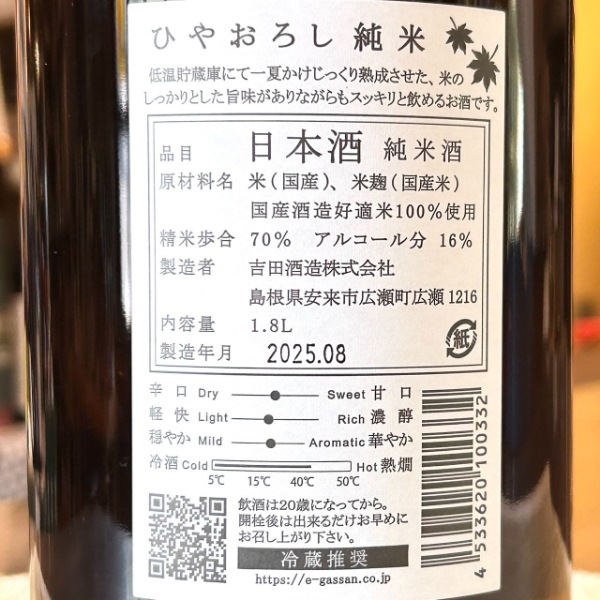 ひやおろし純米
低温貯蔵庫にて一夏かけじっくり熟成させた、米の
しっかりとした旨味がありながらもスッキリと飲めるお酒です。
品目 日本酒 純米酒
原材料名 米（国産）、米麹（国産米）
国産酒造好適米100％使用
精米歩合 70％ アルコール分 16％
製造者 吉田酒造株式会社
島根県安来市広瀬町広瀬 1216
内容量 1.8L
製造年月 2025.08
紙
辛口 Dry Sweet 甘口
軽快 Light Rich 濃醇
穏やか Mild Aromatic 華やか
冷酒 Cold Hot 熱燗
5℃ 15℃ 40℃ 50℃
飲酒は20歳になってから。
開栓後は出来るだけお早めに
お召し上がり下さい。
冷蔵推奨
https://e-gassan.co.jp
4 533620 100332